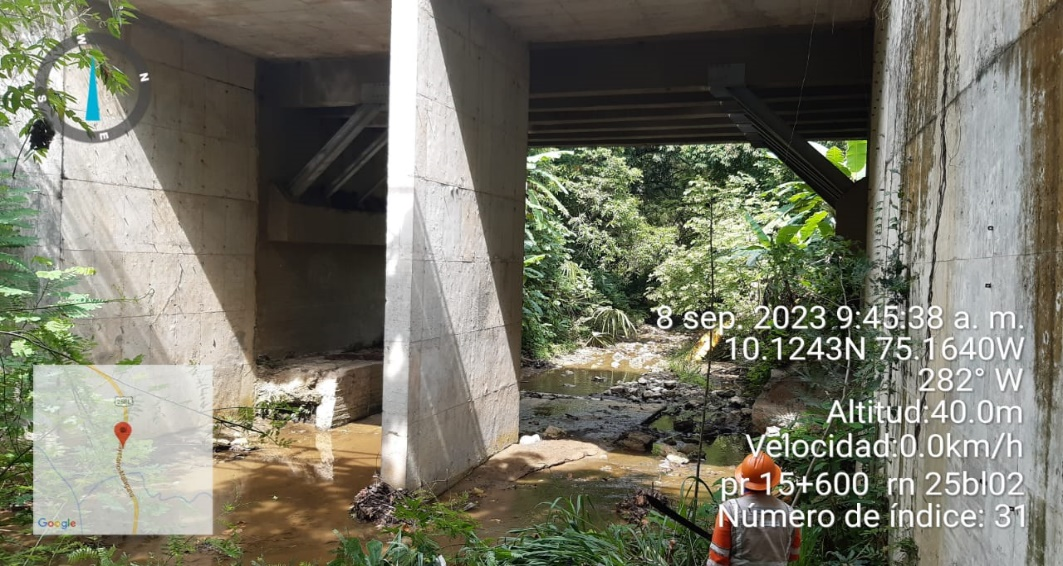 N
E
8 sep. 2023 9:45:38 a. m.
10.1243N 75.1640W
282° W
Altitud:40.0m
Velocidad:0.0km/h
pr 15+600 rn 25bl02
Número de índice: 31
Google